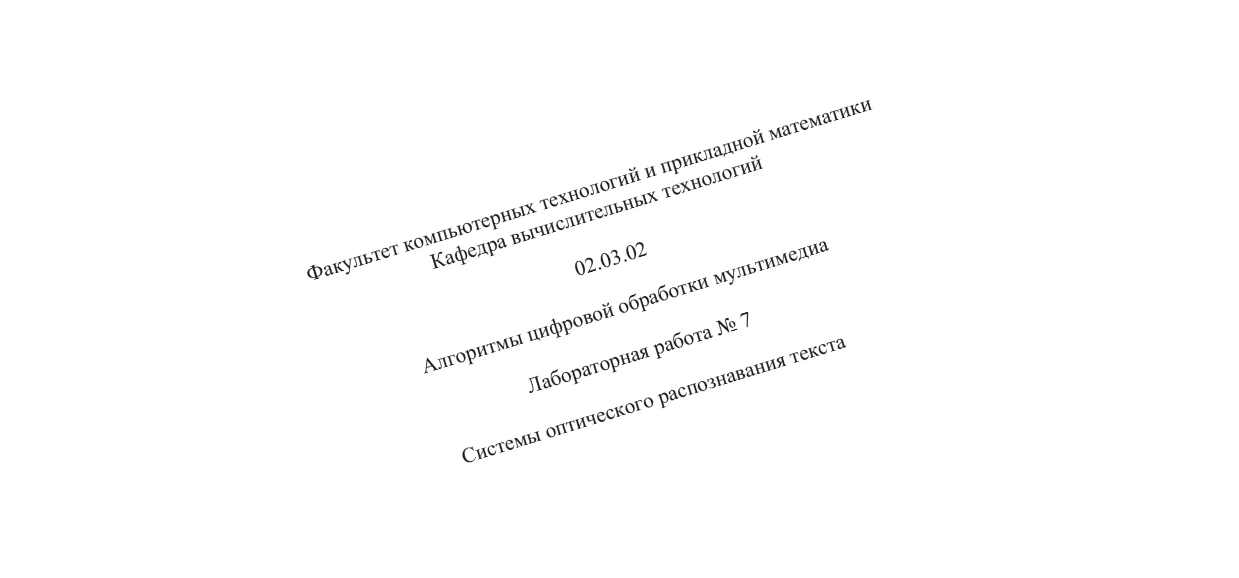 Факультет компьютерных технологий и прикладной математики
Кафедра вычислительных технологий
02.03.02
Алгоритмы цифровой обработки мультимедиа
Лабораторная работа № 7
Системы оптического распознавания текста